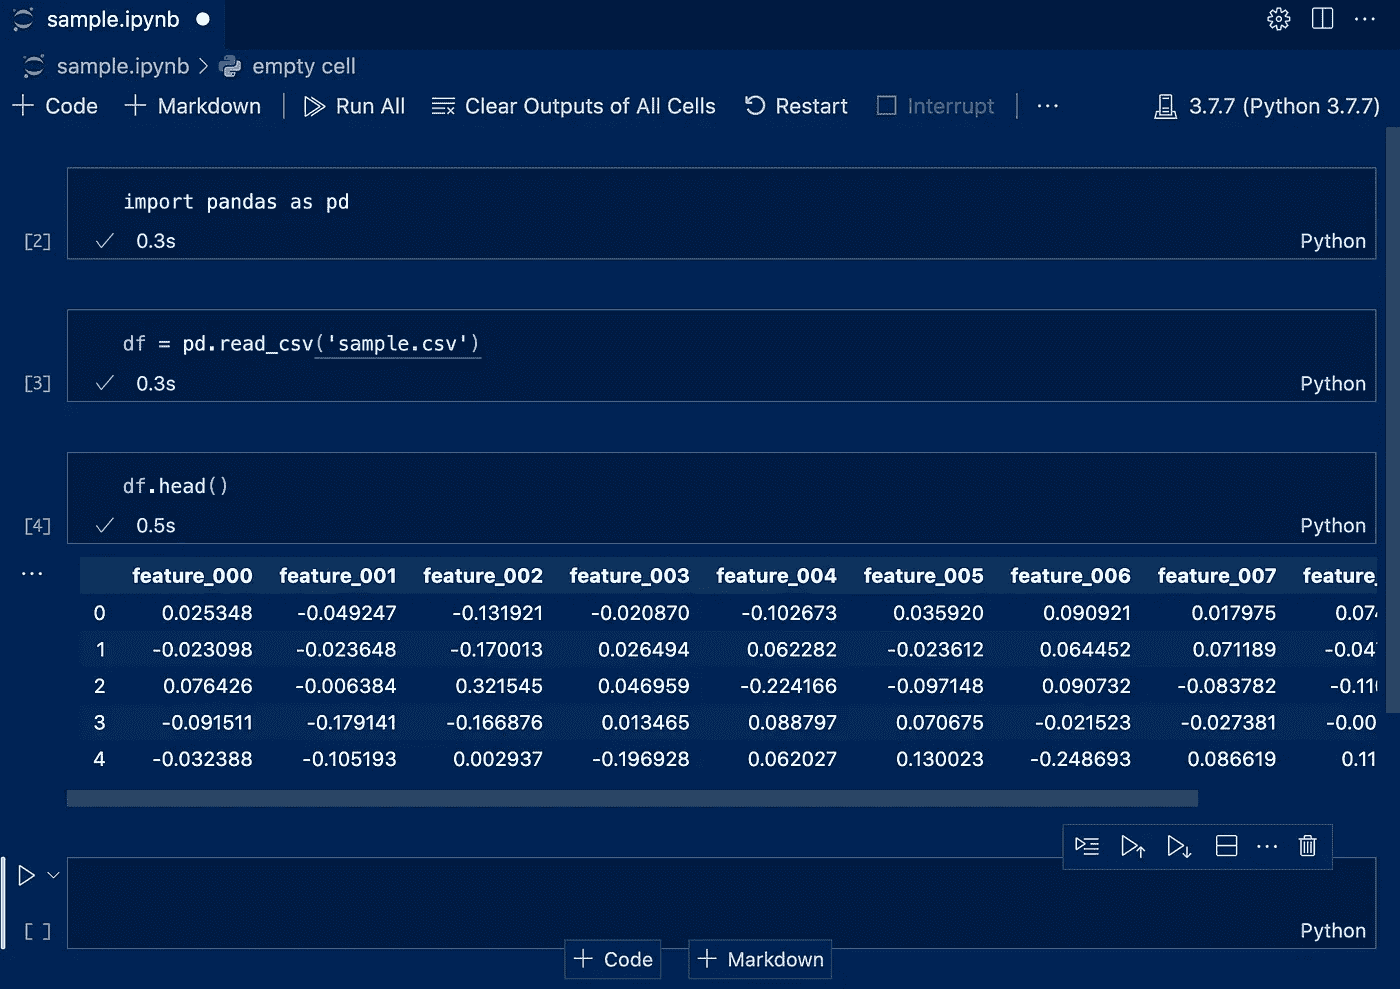 sample.ipynb
sample.ipynb > empty cell
+ Code + Markdown Run All Clear Outputs of All Cells Restart Interrupt ... 3.7.7 (Python 3.7.7)
import pandas as pd
[2] 0.3s Python
df = pd.read_csv('sample.csv')
[3] 0.3s Python
df.head()
[4] 0.5s Python
feature_000 feature_001 feature_002 feature_003 feature_004 feature_005 feature_006 feature_007 feature_
0 0.025348 -0.049247 -0.131921 -0.020870 -0.102673 0.035920 0.090921 0.017975 0.07
1 -0.023098 -0.023648 -0.170013 0.026494 0.062282 -0.023612 0.064452 0.071189 -0.04
2 0.076426 -0.006384 0.321545 0.046959 -0.224166 -0.097148 0.090732 -0.083782 -0.11
3 -0.091511 -0.179141 -0.166876 0.013465 0.088797 0.070675 -0.021523 -0.027381 -0.00
4 -0.032388 -0.105193 0.002937 -0.196928 0.062027 0.130023 -0.248693 0.086619 0.11
[ ] Python
+ Code + Markdown